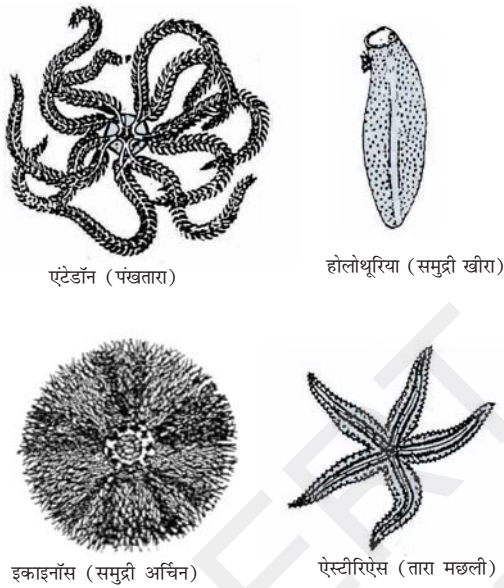 एंटेडॉन (पंखतारा)
होलोथूरिया (समुद्री खीरा)
इकाइनॉस (समुद्री अर्चिन)
ऐस्टीरिऐस (तारा मछली)